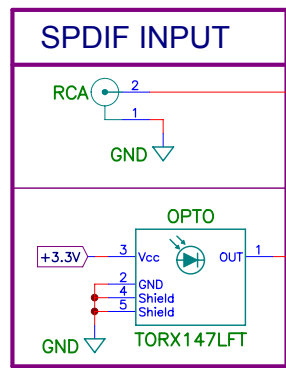 SPDIF INPUT
RCA
2
1
GND
OPTO
+3.3V
3
Vcc
OUT
1
2
GND
4
Shield
5
Shield
GND
TORX147LFT